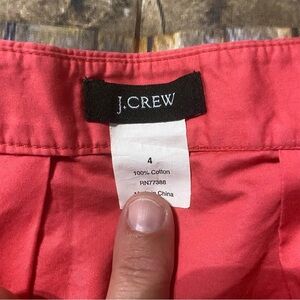 J.CREW
4
100% Cotton
RN77388
Made in China